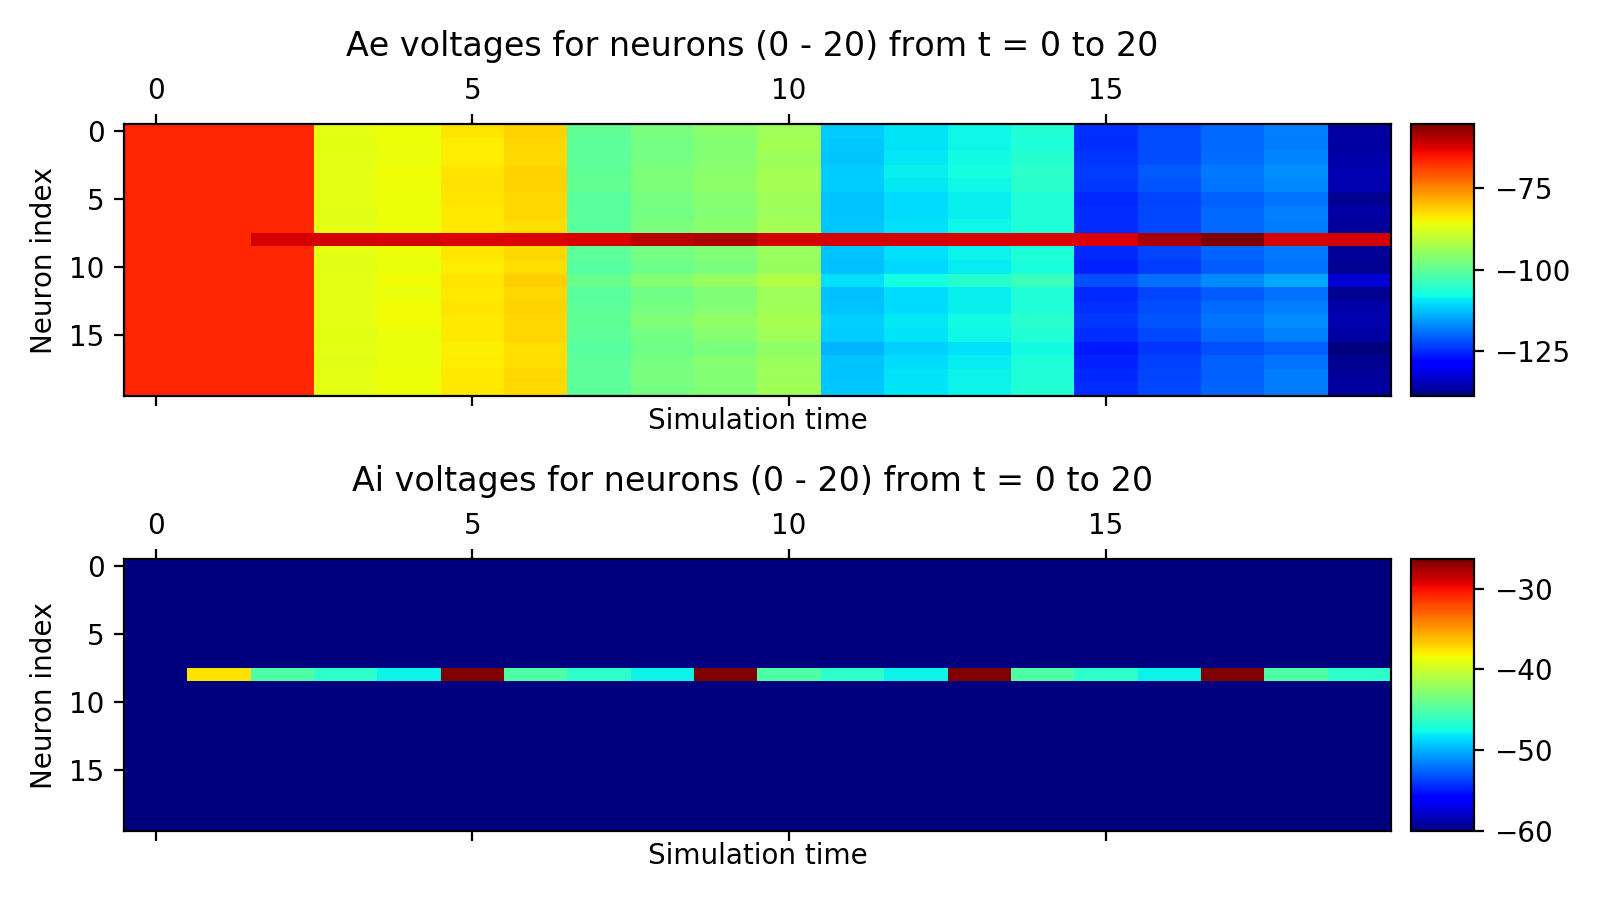 Ae voltages for neurons (0 - 20) from t = 0 to 20
0 5 10 15
Neuron index
0
5
10
15
Simulation time
−75
−100
−125
Ai voltages for neurons (0 - 20) from t = 0 to 20
0 5 10 15
Neuron index
0
5
10
15
Simulation time
−30
−40
−50
−60